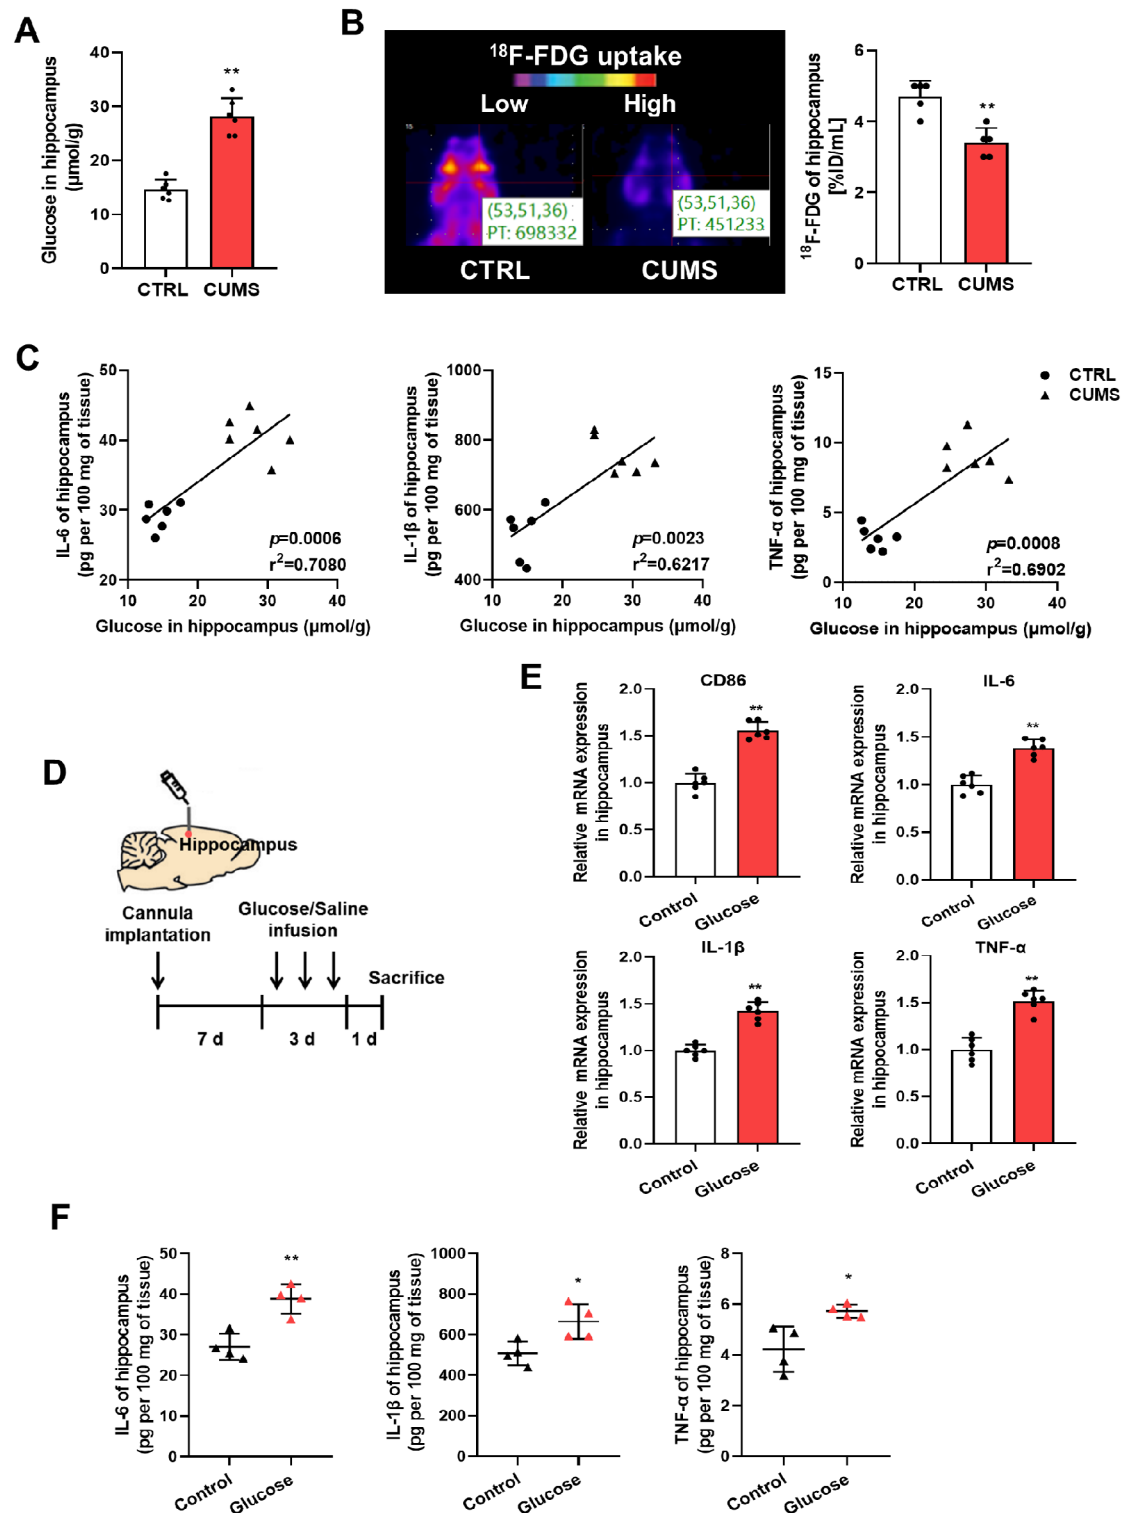 A
Glucose in hippocampus
(μmol/g)
40
30
20
10
0
**
CTRL
CUMS
B
18F-FDG uptake
Low
High
15
(53,51,36)
PT: 698332
(53,51,36)
PT: 451233
CTRL
CUMS
18F-FDG of hippocampus
[%ID/mL]
6
4
2
0
**
CTRL
CUMS
C
IL-6 of hippocampus
(pg per 100 mg of tissue)
50
40
30
20
p=0.0006
r2=0.7080
10
20
30
40
Glucose in hippocampus (μmol/g)
IL-1β of hippocampus
(pg per 100 mg of tissue)
1000
800
600
400
p=0.0023
r2=0.6217
10
20
30
40
Glucose in hippocampus (μmol/g)
TNF-α of hippocampus
(pg per 100 mg of tissue)
15
10
5
0
p=0.0008
r2=0.6902
10
20
30
40
Glucose in hippocampus (μmol/g)
CTRL
CUMS
D
Hippocampus
Cannula
implantation
Glucose/Saline
infusion
Sacrifice
7 d
3 d
1 d
E
CD86
Relative mRNA expression
in hippocampus
2.0
1.5
1.0
0.5
0.0
**
Control
Glucose
IL-6
Relative mRNA expression
in hippocampus
2.0
1.5
1.0
0.5
0.0
**
Control
Glucose
IL-1β
Relative mRNA expression
in hippocampus
2.0
1.5
1.0
0.5
0.0
**
Control
Glucose
TNF-α
Relative mRNA expression
in hippocampus
2.0
1.5
1.0
0.5
0.0
**
Control
Glucose
F
IL-6 of hippocampus
(pg per 100 mg of tissue)
50
40
30
20
10
0
**
Control
Glucose
IL-1β of hippocampus
(pg per 100 mg of tissue)
1000
800
600
400
200
0
*
Control
Glucose
TNF-α of hippocampus
(pg per 100 mg of tissue)
8
6
4
2
0
*
Control
Glucose